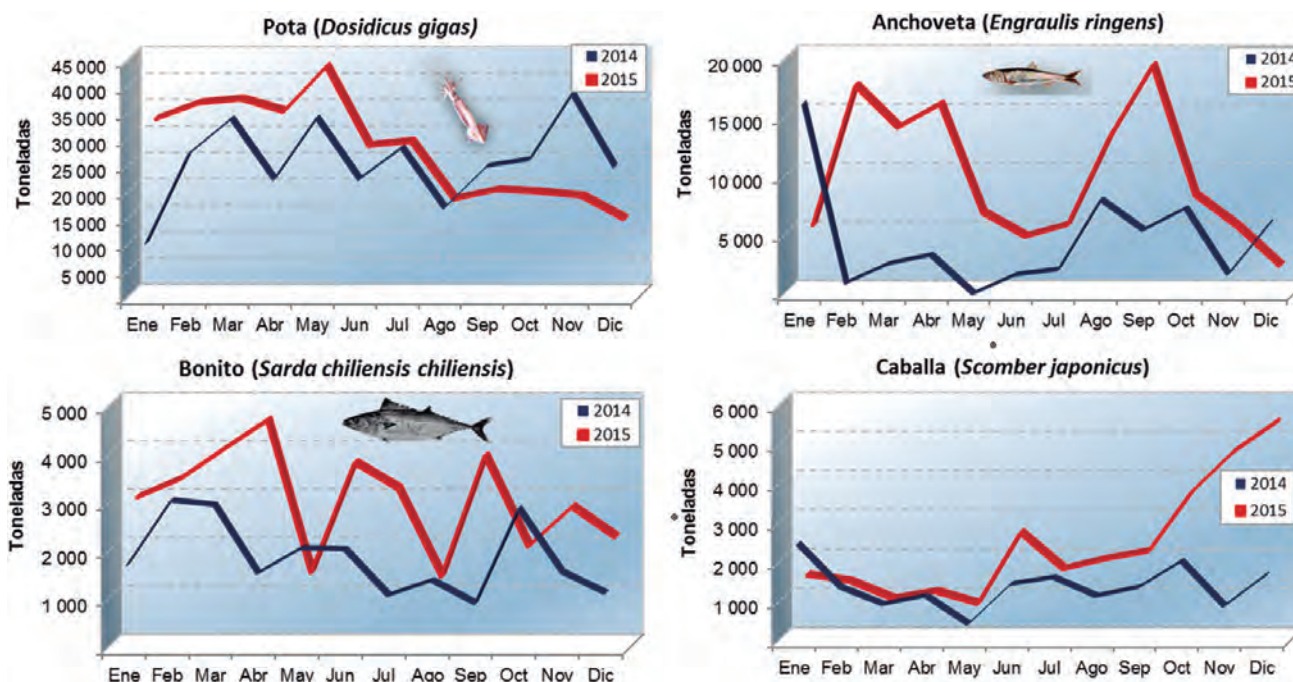 Pota (Dosidicus gigas)
2014
2015
Toneladas
45 000
40 000
35 000
30 000
25 000
20 000
15 000
10 000
5 000
Ene Feb Mar Abr May Jun Jul Ago Sep Oct Nov Dic
Anchoveta (Engraulis ringens)
2014
2015
Toneladas
20 000
15 000
10 000
5 000
Ene Feb Mar Abr May Jun Jul Ago Sep Oct Nov Dic
Bonito (Sarda chiliensis chiliensis)
2014
2015
Toneladas
5 000
4 000
3 000
2 000
1 000
Ene Feb Mar Abr May Jun Jul Ago Sep Oct Nov Dic
Caballa (Scomber japonicus)
2014
2015
Toneladas
6 000
5 000
4 000
3 000
2 000
1 000
Ene Feb Mar Abr May Jun Jul Ago Sep Oct Nov Dic